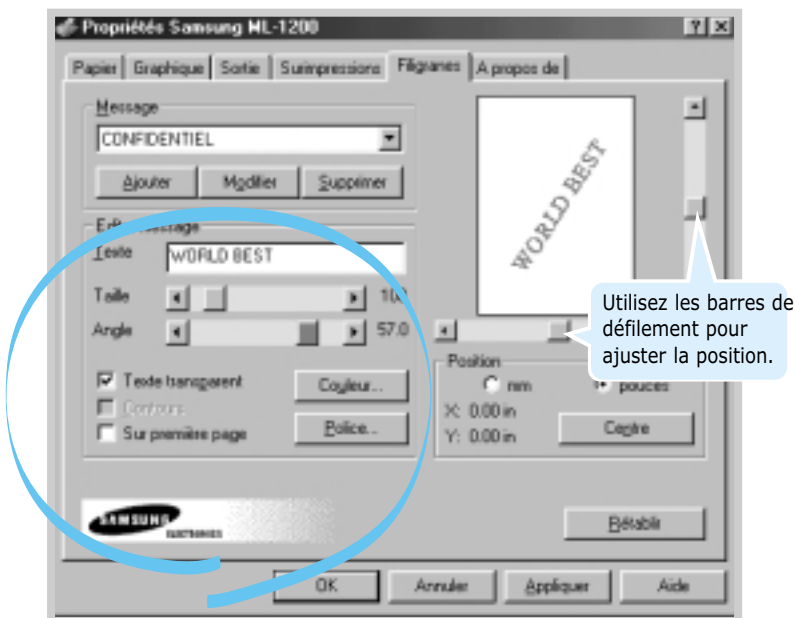 Propriétés Samsung ML-1200
Papier Graphique Sortie Surimpressions Filigranes A propos de
Message
CONFIDENTIEL
Ajouter Modifier Supprimer
WORLD BEST
Texte WORLD BEST
Taille 100
Angle 57.0
Utilisez les barres de
défilement pour
ajuster la position.
Texte transparent Couleur...
Contours
Sur première page Police...
Position
mm pouces
X: 0.00 in
Y: 0.00 in Centre
SAMSUNG
ELECTRONICS
Rétablir
OK Annuler Appliquer Aide